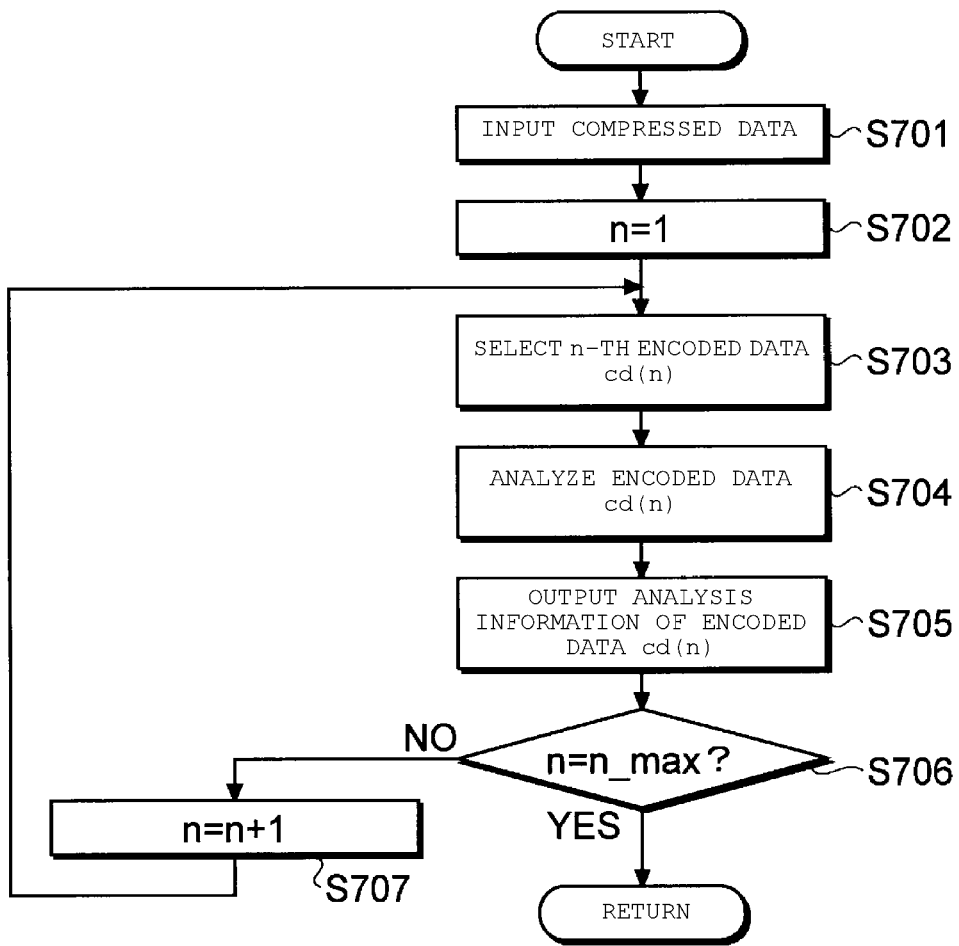 START
INPUT COMPRESSED DATA
S701
n=1
S702
SELECT n-TH ENCODED DATA
cd(n)
S703
ANALYZE ENCODED DATA
cd(n)
S704
OUTPUT ANALYSIS
INFORMATION OF ENCODED
DATA cd(n)
S705
NO
n=n_max?
S706
YES
n=n+1
S707
RETURN